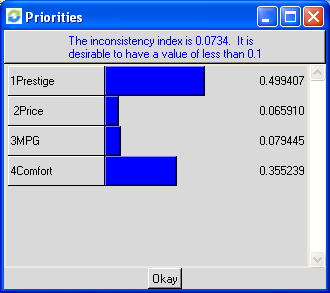 Priorities
The inconsistency index is 0.0734. It is
desirable to have a value of less than 0.1
1Prestige 0.499407
2Price 0.065910
3MPG 0.079445
4Comfort 0.355239
Okay